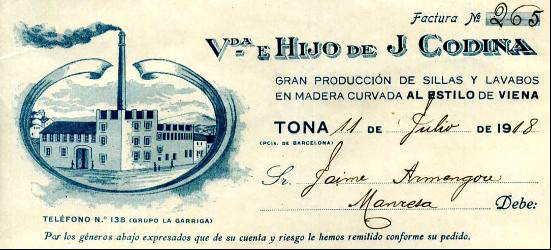 Factura Nº 265
VDA E HIJO DE J CODINA
GRAN PRODUCCIÓN DE SILLAS Y LAVABOS
EN MADERA CURVADA AL ESTILO DE VIENA
TONA 11 DE Julio DE 1918
(PCIA. DE BARCELONA)
Sr. Jaime Armengou
Manresa Debe:
TELÉFONO N.º 138 (GRUPO LA GARRIGA)
Por los géneros abajo expresados que de su cuenta y riesgo le hemos remitido conforme su pedido.